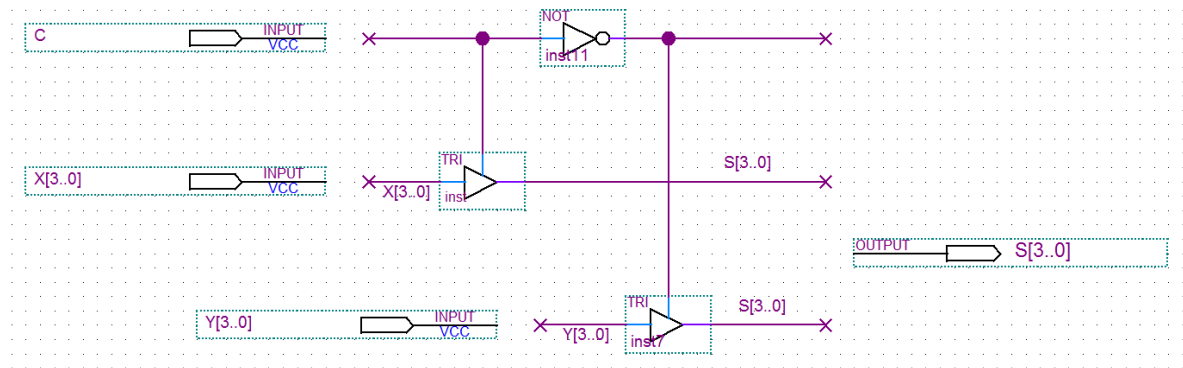 NOT
C
INPUT
VCC
inst11
TRI
S[3..0]
X[3..0]
INPUT
VCC
X[3..0]
inst
OUTPUT
S[3..0]
TRI
S[3..0]
Y[3..0]
INPUT
VCC
Y[3..0]
inst7